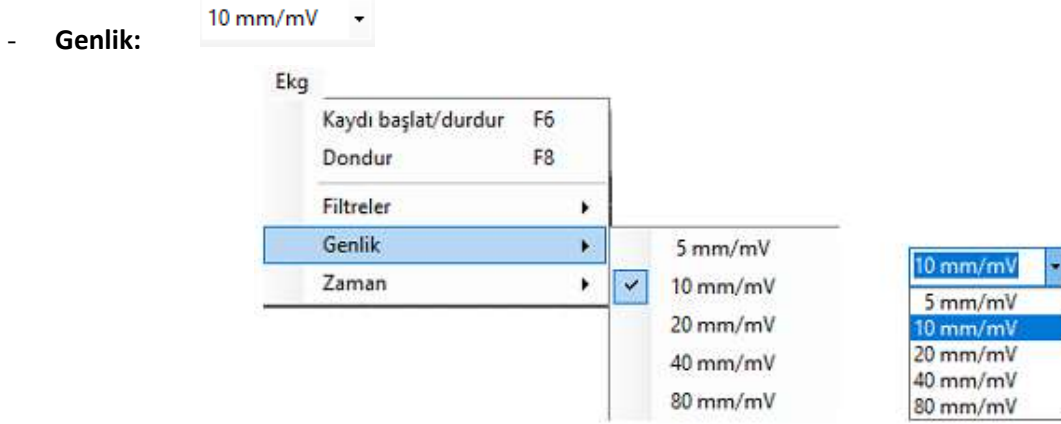 10 mm/mV
- Genlik:
Ekg
Kaydı başlat/durdur F6
Dondur F8
Filtreler
Genlik
Zaman
5 mm/mV
10 mm/mV
20 mm/mV
40 mm/mV
80 mm/mV
10 mm/mV
5 mm/mV
10 mm/mV
20 mm/mV
40 mm/mV
80 mm/mV